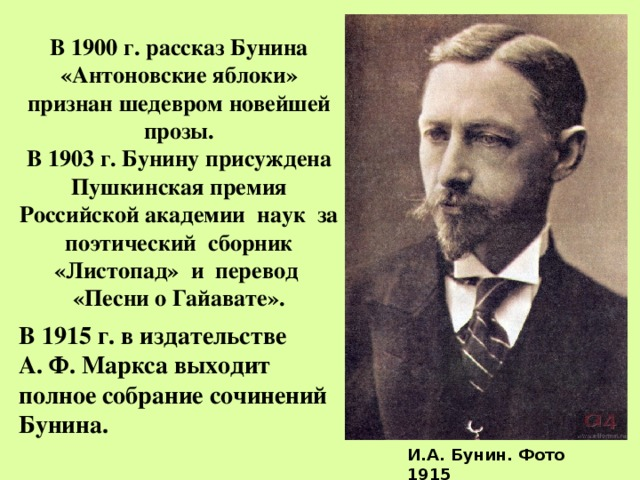 В 1900 г. рассказ Бунина
«Антоновские яблоки»
признан шедевром новейшей
прозы.
В 1903 г. Бунину присуждена
Пушкинская премия
Российской академии наук за
поэтический сборник
«Листопад» и перевод
«Песни о Гайавате».
В 1915 г. в издательстве
А. Ф. Маркса выходит
полное собрание сочинений
Бунина.
И.А. Бунин. Фото
1915